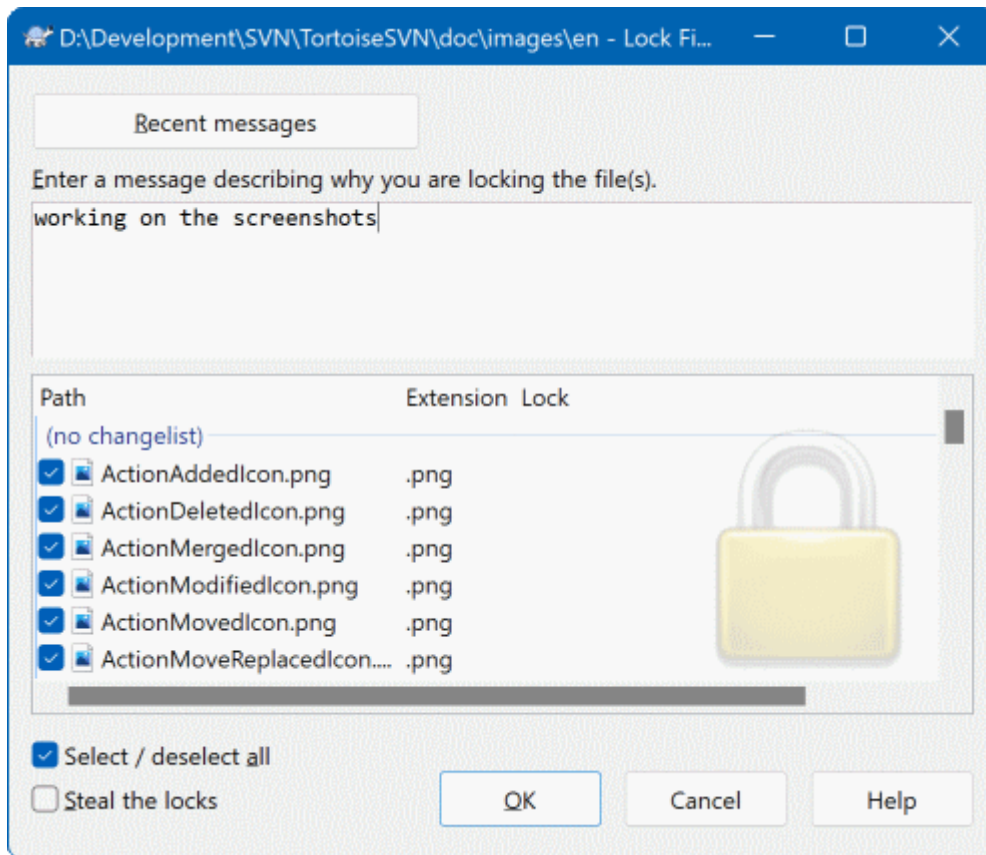 D:\Development\SVN\TortoiseSVN\doc\images\en - Lock Fi...
Recent messages
Enter a message describing why you are locking the file(s).
working on the screenshots
Path Extension Lock
(no changelist)
ActionAddedIcon.png .png
ActionDeletedIcon.png .png
ActionMergedIcon.png .png
ActionModifiedIcon.png .png
ActionMovedIcon.png .png
ActionMoveReplacedIcon.... .png
Select / deselect all
Steal the locks
OK Cancel Help